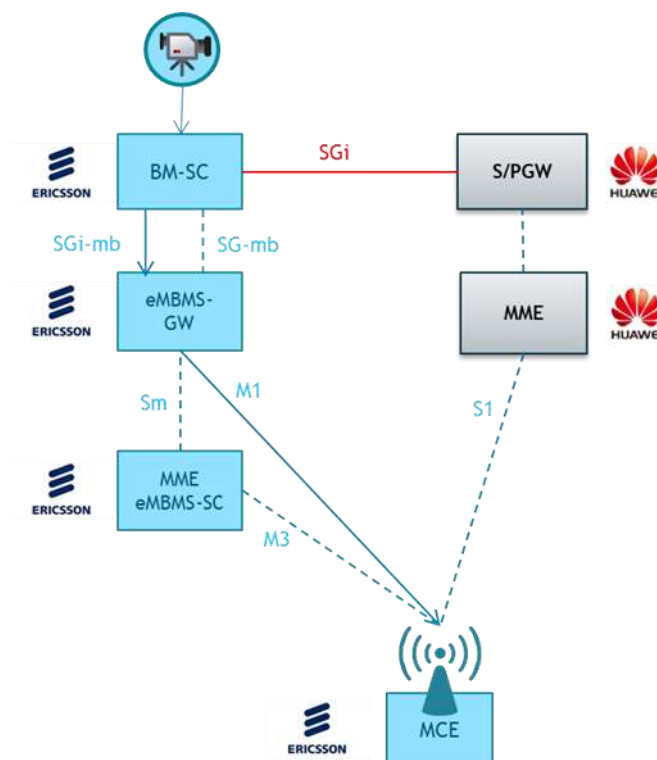 SGi
BM-SC
S/PGW
ERICSSON
HUAWE
SGi-mb
SG-mb
eMBMS-
GW
MME
ERICSSON
HUAWE
Sm
M1
S1
MME
eMBMS-SC
ERICSSON
M3
MCE
ERICSSON